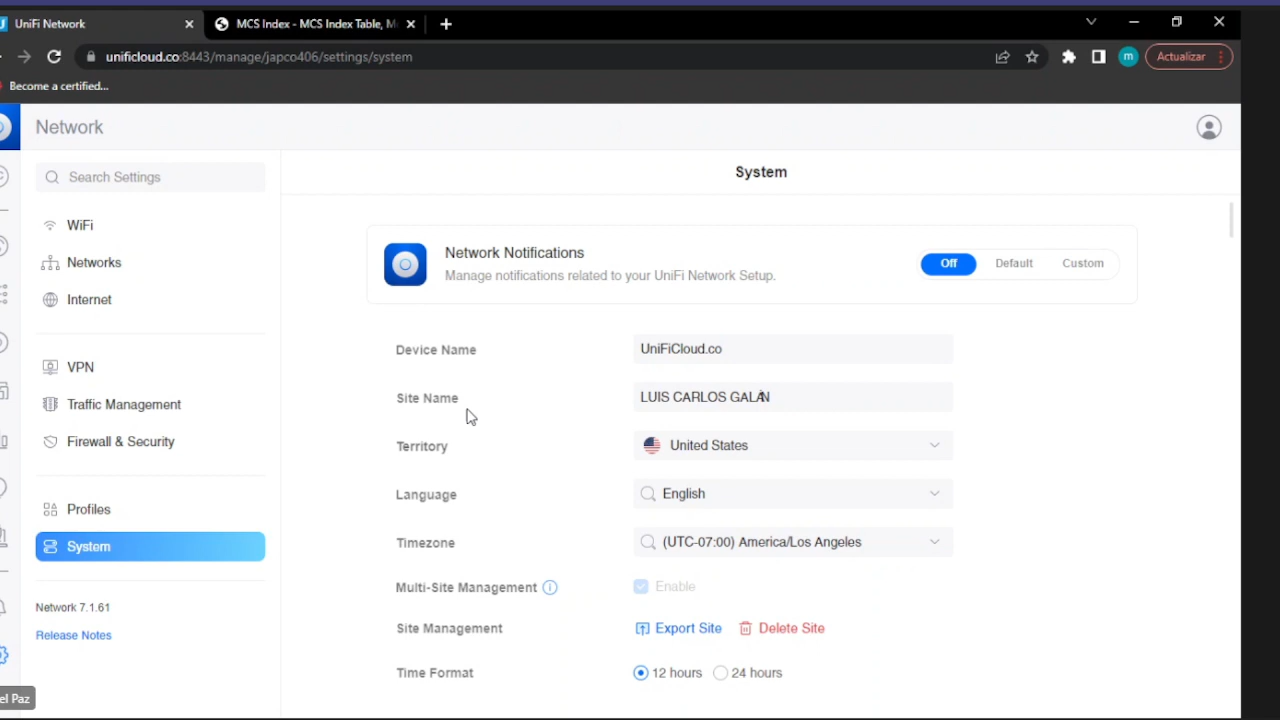 UniFi Network
MCS Index - MCS Index Table, M
unificloud.co:8443/manage/japco406/settings/system
m
Actualizar
Become a certified...
Network
Search Settings
System
WiFi
Networks
Internet
VPN
Traffic Management
Firewall & Security
Profiles
System
Network 7.1.61
Release Notes
el Paz
Network Notifications
Manage notifications related to your UniFi Network Setup.
Off Default Custom
Device Name UniFiCloud.co
Site Name LUIS CARLOS GALÁN
Territory United States
Language English
Timezone (UTC-07:00) America/Los Angeles
Multi-Site Management Enable
Site Management Export Site Delete Site
Time Format 12 hours 24 hours